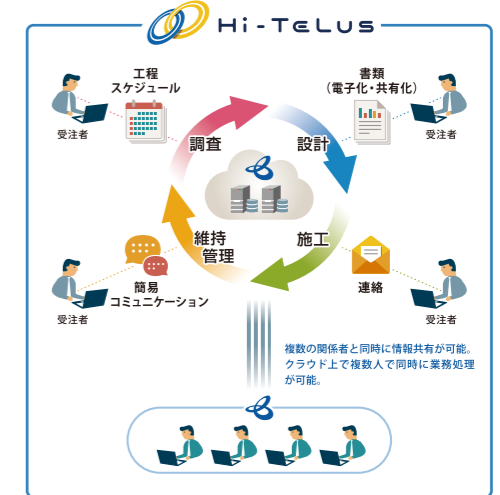 Hi-TeLus
工程
スケジュール
受注者
書類
（電子化・共有化）
受注者
調査
設計
維持
管理
施工
簡易
コミュニケーション
受注者
連絡
受注者
複数の関係者と同時に情報共有が可能。
クラウド上で複数人で同時に業務処理
が可能。